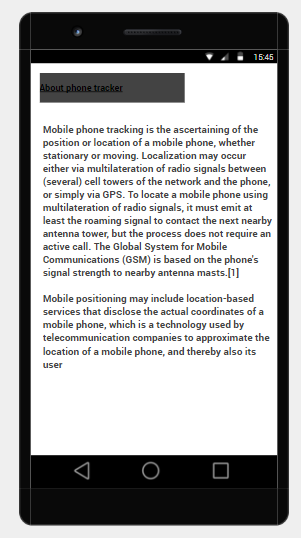 15:45
About phone tracker
Mobile phone tracking is the ascertaining of the
position or location of a mobile phone, whether
stationary or moving. Localization may occur
either via multilateration of radio signals between
(several) cell towers of the network and the phone,
or simply via GPS. To locate a mobile phone using
multilateration of radio signals, it must emit at
least the roaming signal to contact the next nearby
antenna tower, but the process does not require an
active call. The Global System for Mobile
Communications (GSM) is based on the phone's
signal strength to nearby antenna masts.[1]
Mobile positioning may include location-based
services that disclose the actual coordinates of a
mobile phone, which is a technology used by
telecommunication companies to approximate the
location of a mobile phone, and thereby also its
user